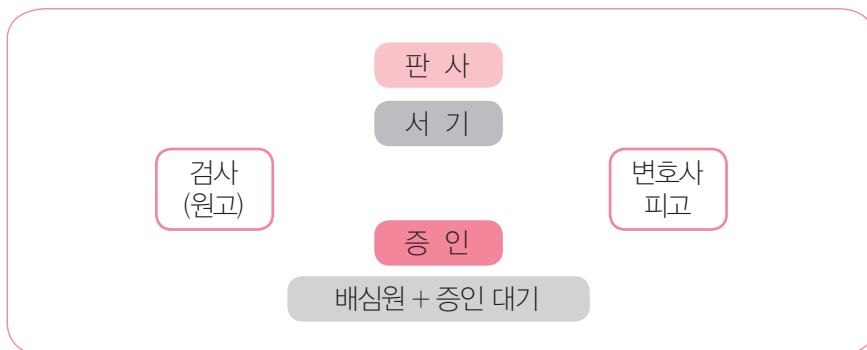 판 사
서 기
검사
(원고)
변호사
피고
증 인
배심원 + 증인 대기